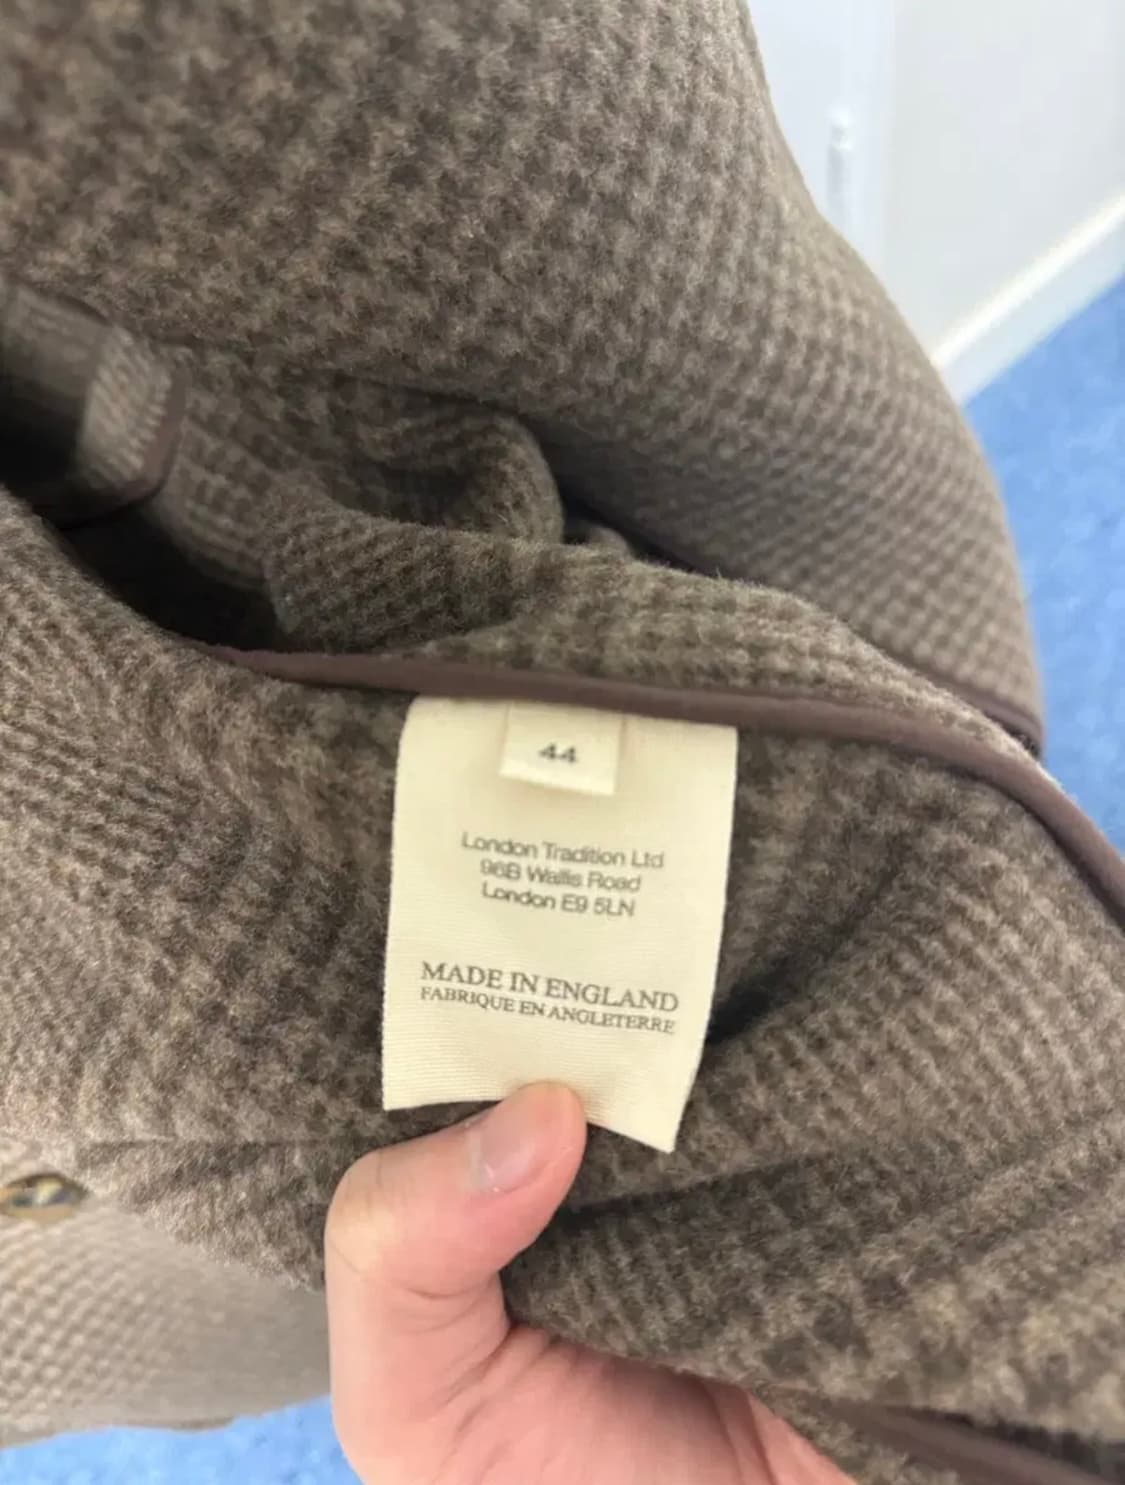 44
London Tradition Ltd
96B Wallis Road
London E9 5LN
MADE IN ENGLAND
FABRIQUE EN ANGLETERRE